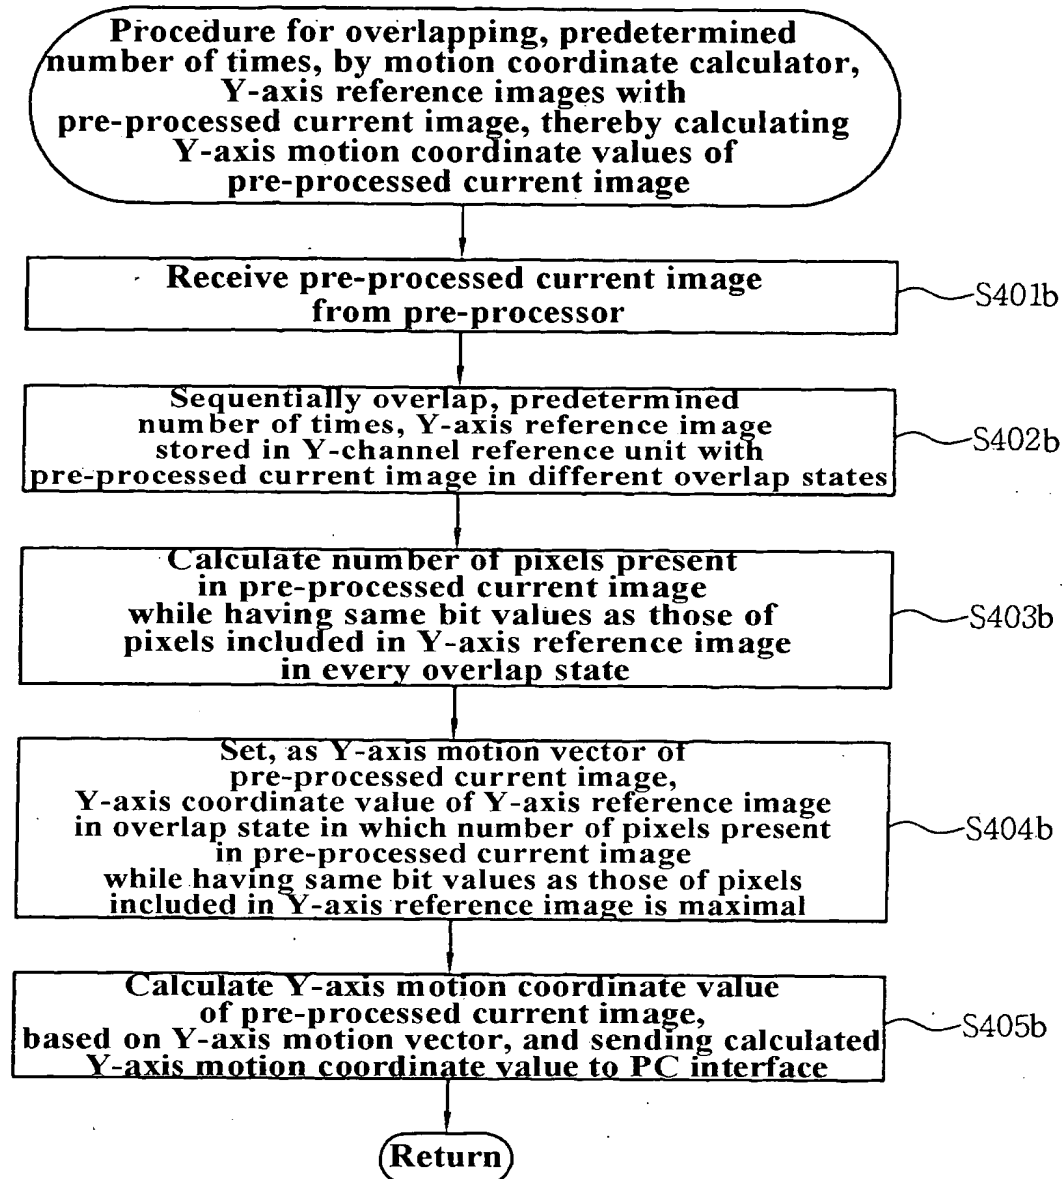 Procedure for overlapping, predetermined
number of times, by motion coordinate calculator,
Y-axis reference images with
pre-processed current image, thereby calculating
Y-axis motion coordinate values of
pre-processed current image
Receive pre-processed current image
from pre-processor
S401b
Sequentially overlap, predetermined
number of times, Y-axis reference image
stored in Y-channel reference unit with
pre-processed current image in different overlap states
S402b
Calculate number of pixels present
in pre-processed current image
while having same bit values as those of
pixels included in Y-axis reference image
in every overlap state
S403b
Set, as Y-axis motion vector of
pre-processed current image,
Y-axis coordinate value of Y-axis reference image
in overlap state in which number of pixels present
in pre-processed current image
while having same bit values as those of pixels
included in Y-axis reference image is maximal
S404b
Calculate Y-axis motion coordinate value
of pre-processed current image,
based on Y-axis motion vector, and sending calculated
Y-axis motion coordinate value to PC interface
S405b
Return